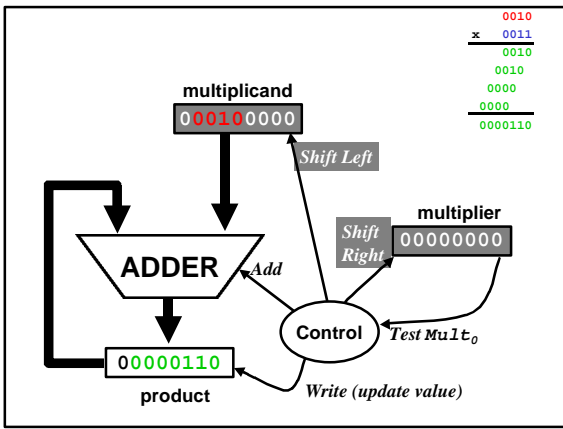 0010
x 0011
0010
0010
0000
0000
0000110
multiplicand
000100000
Shift Left
multiplier
Shift
Right
00000000
ADDER
Add
Control
Test Mult0
00000110
product
Write (update value)